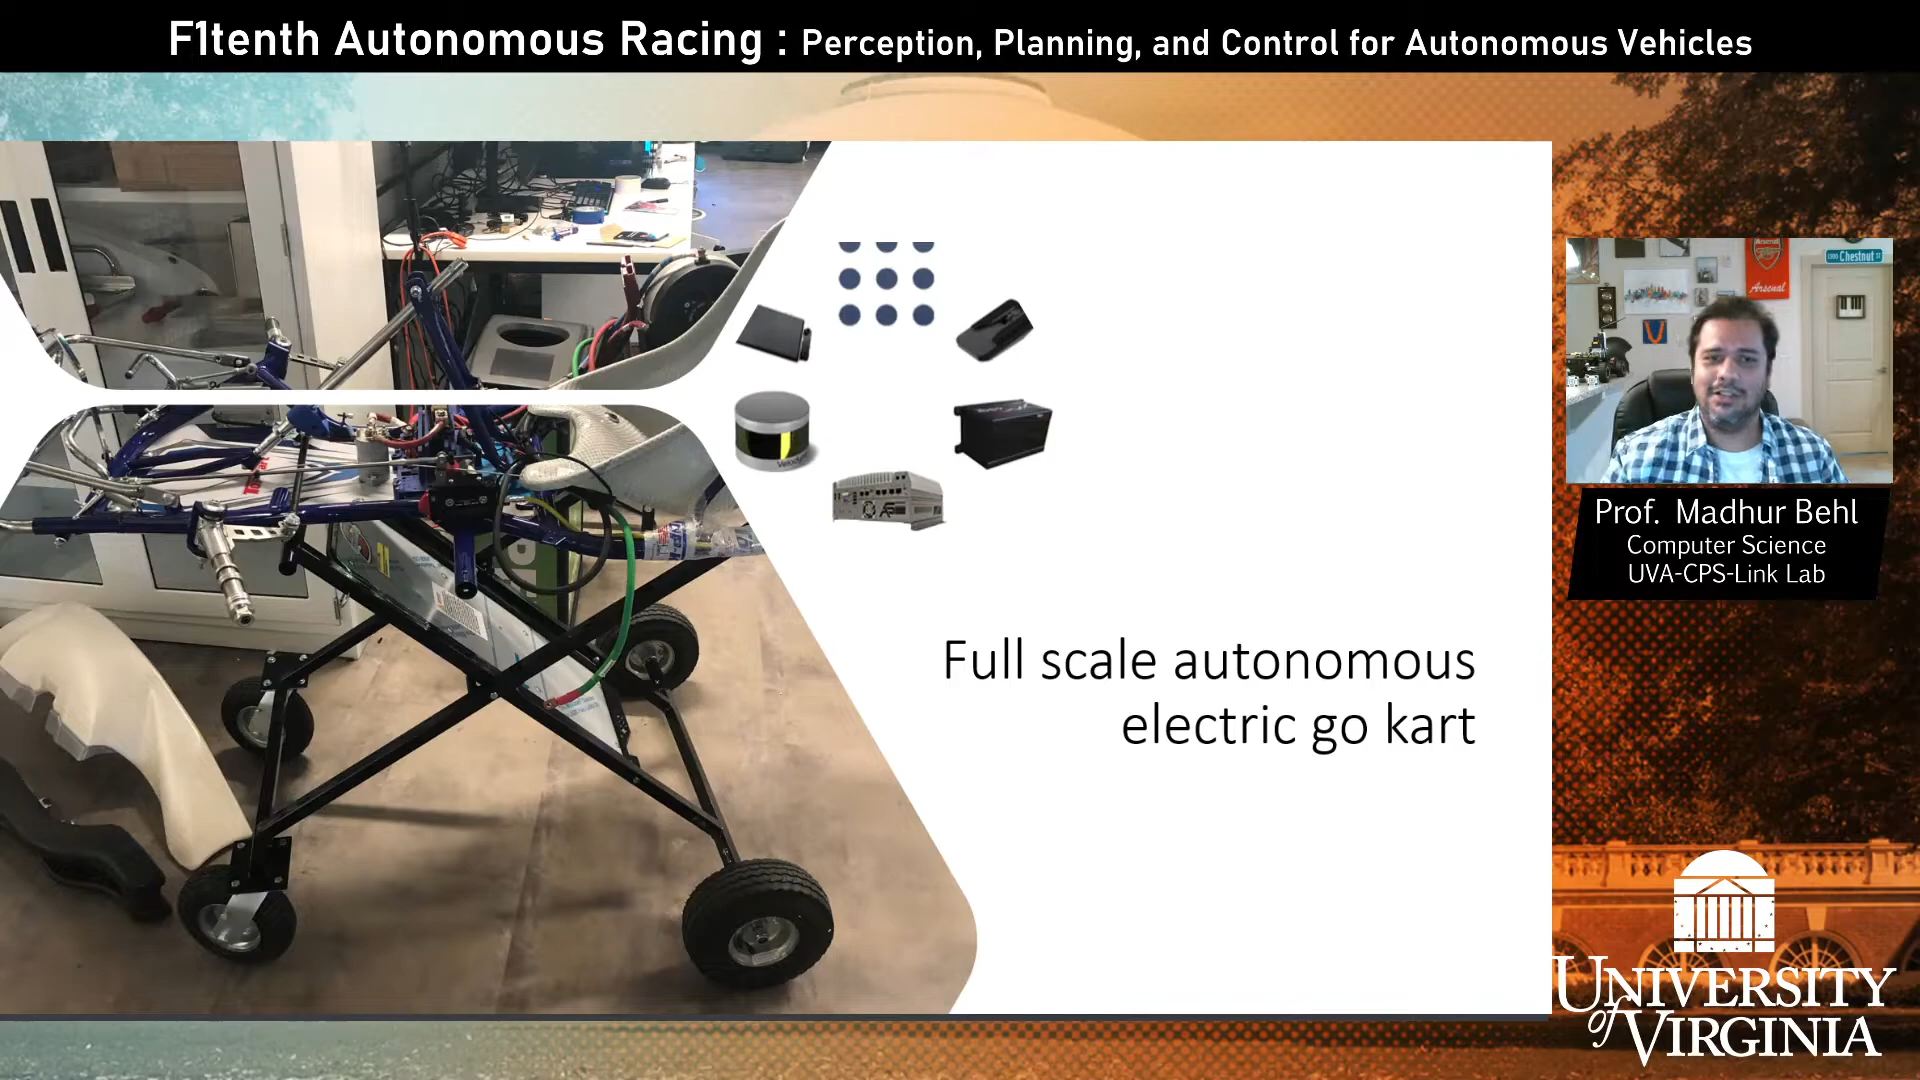 F1tenth Autonomous Racing : Perception, Planning, and Control for Autonomous Vehicles
Full scale autonomous
electric go kart
Chestnut
Arsenal
Arsenal
Prof. Madhur Behl
Computer Science
UVA-CPS-Link Lab
UNIVERSITY
of VIRGINIA